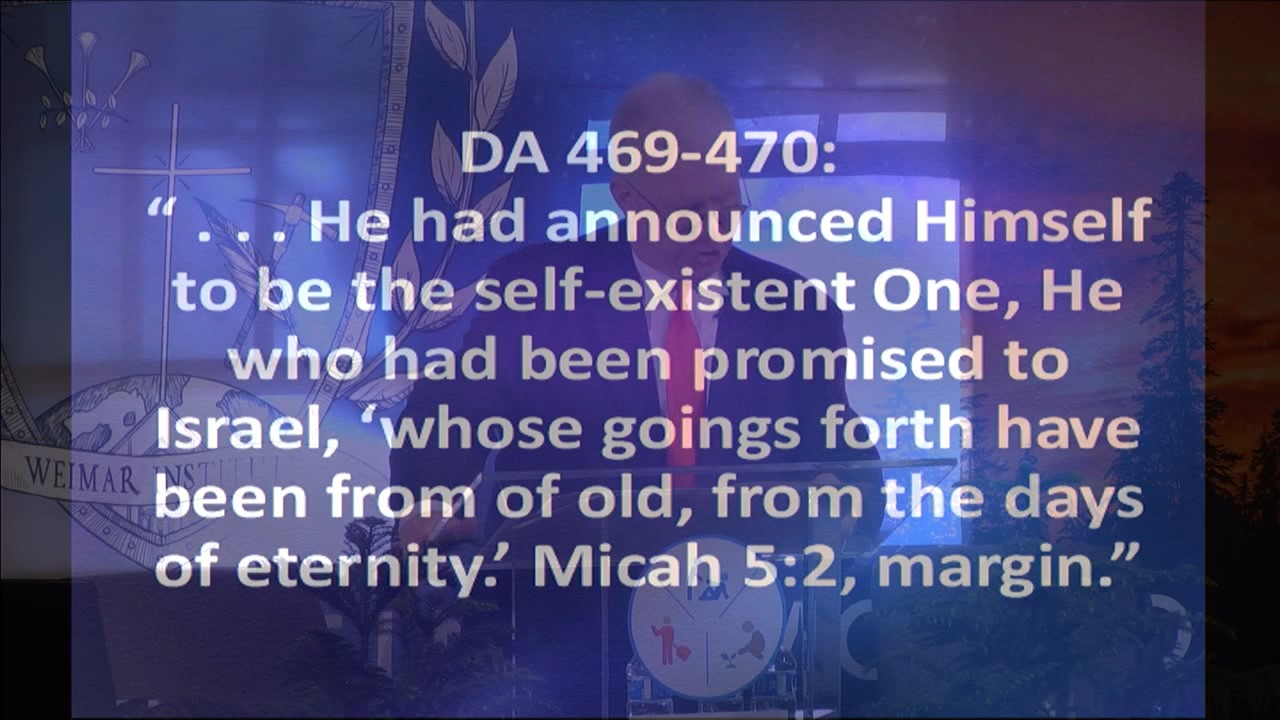 DA 469-470:
“ . . . He had announced Himself
to be the self-existent One, He
who had been promised to
Israel, ‘whose goings forth have
been from of old, from the days
of eternity.’ Micah 5:2, margin.”
WEIMAR INSTI